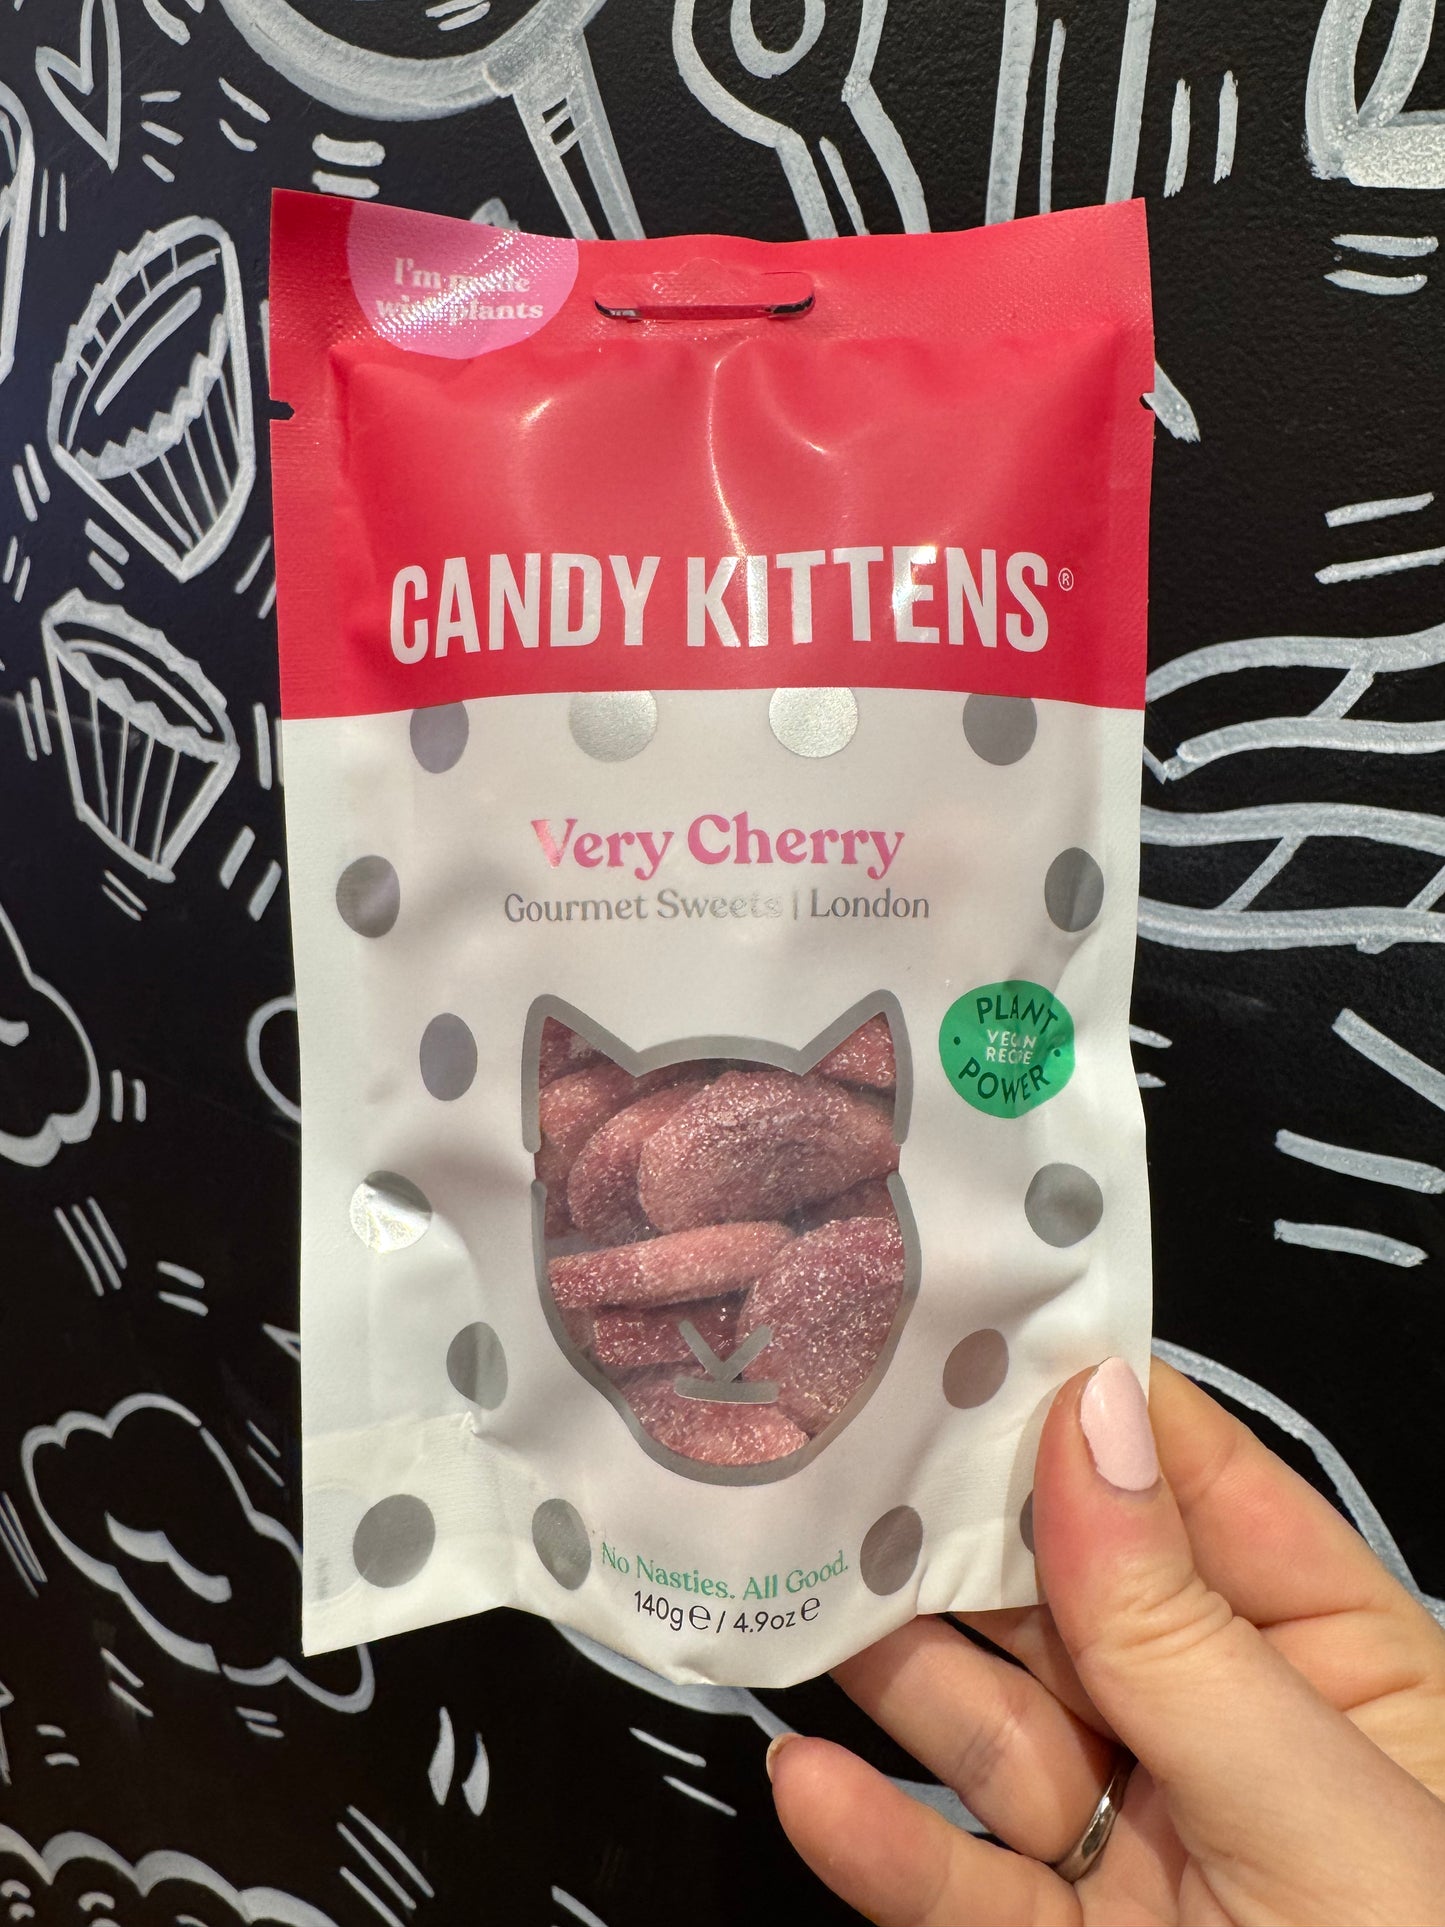 I'm made
with plants
CANDY KITTENS®
Very Cherry
Gourmet Sweets | London
PLANT
VEGAN
RECIPE
POWER
No Nasties. All Good.
140g℮ / 4.9oz℮